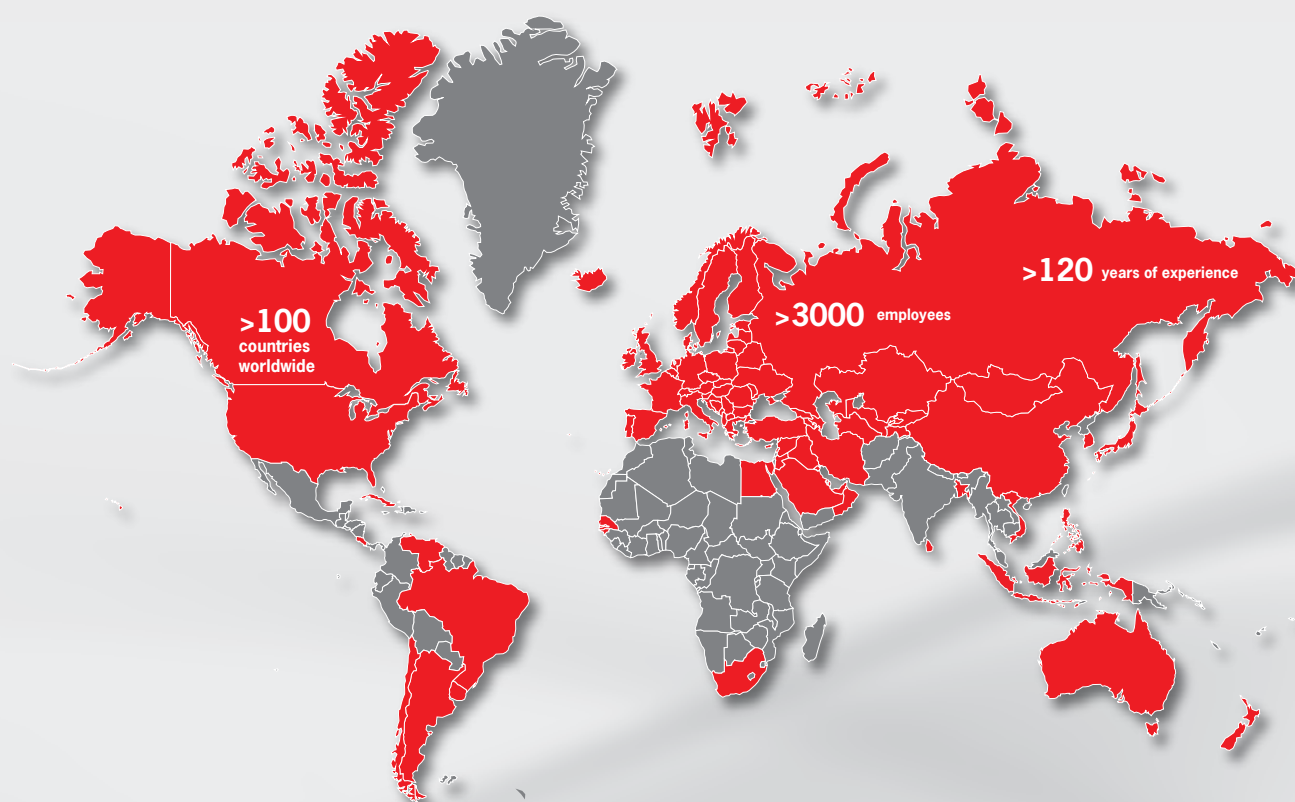 >100
countries
worldwide
>3000 employees
>120 years of experience